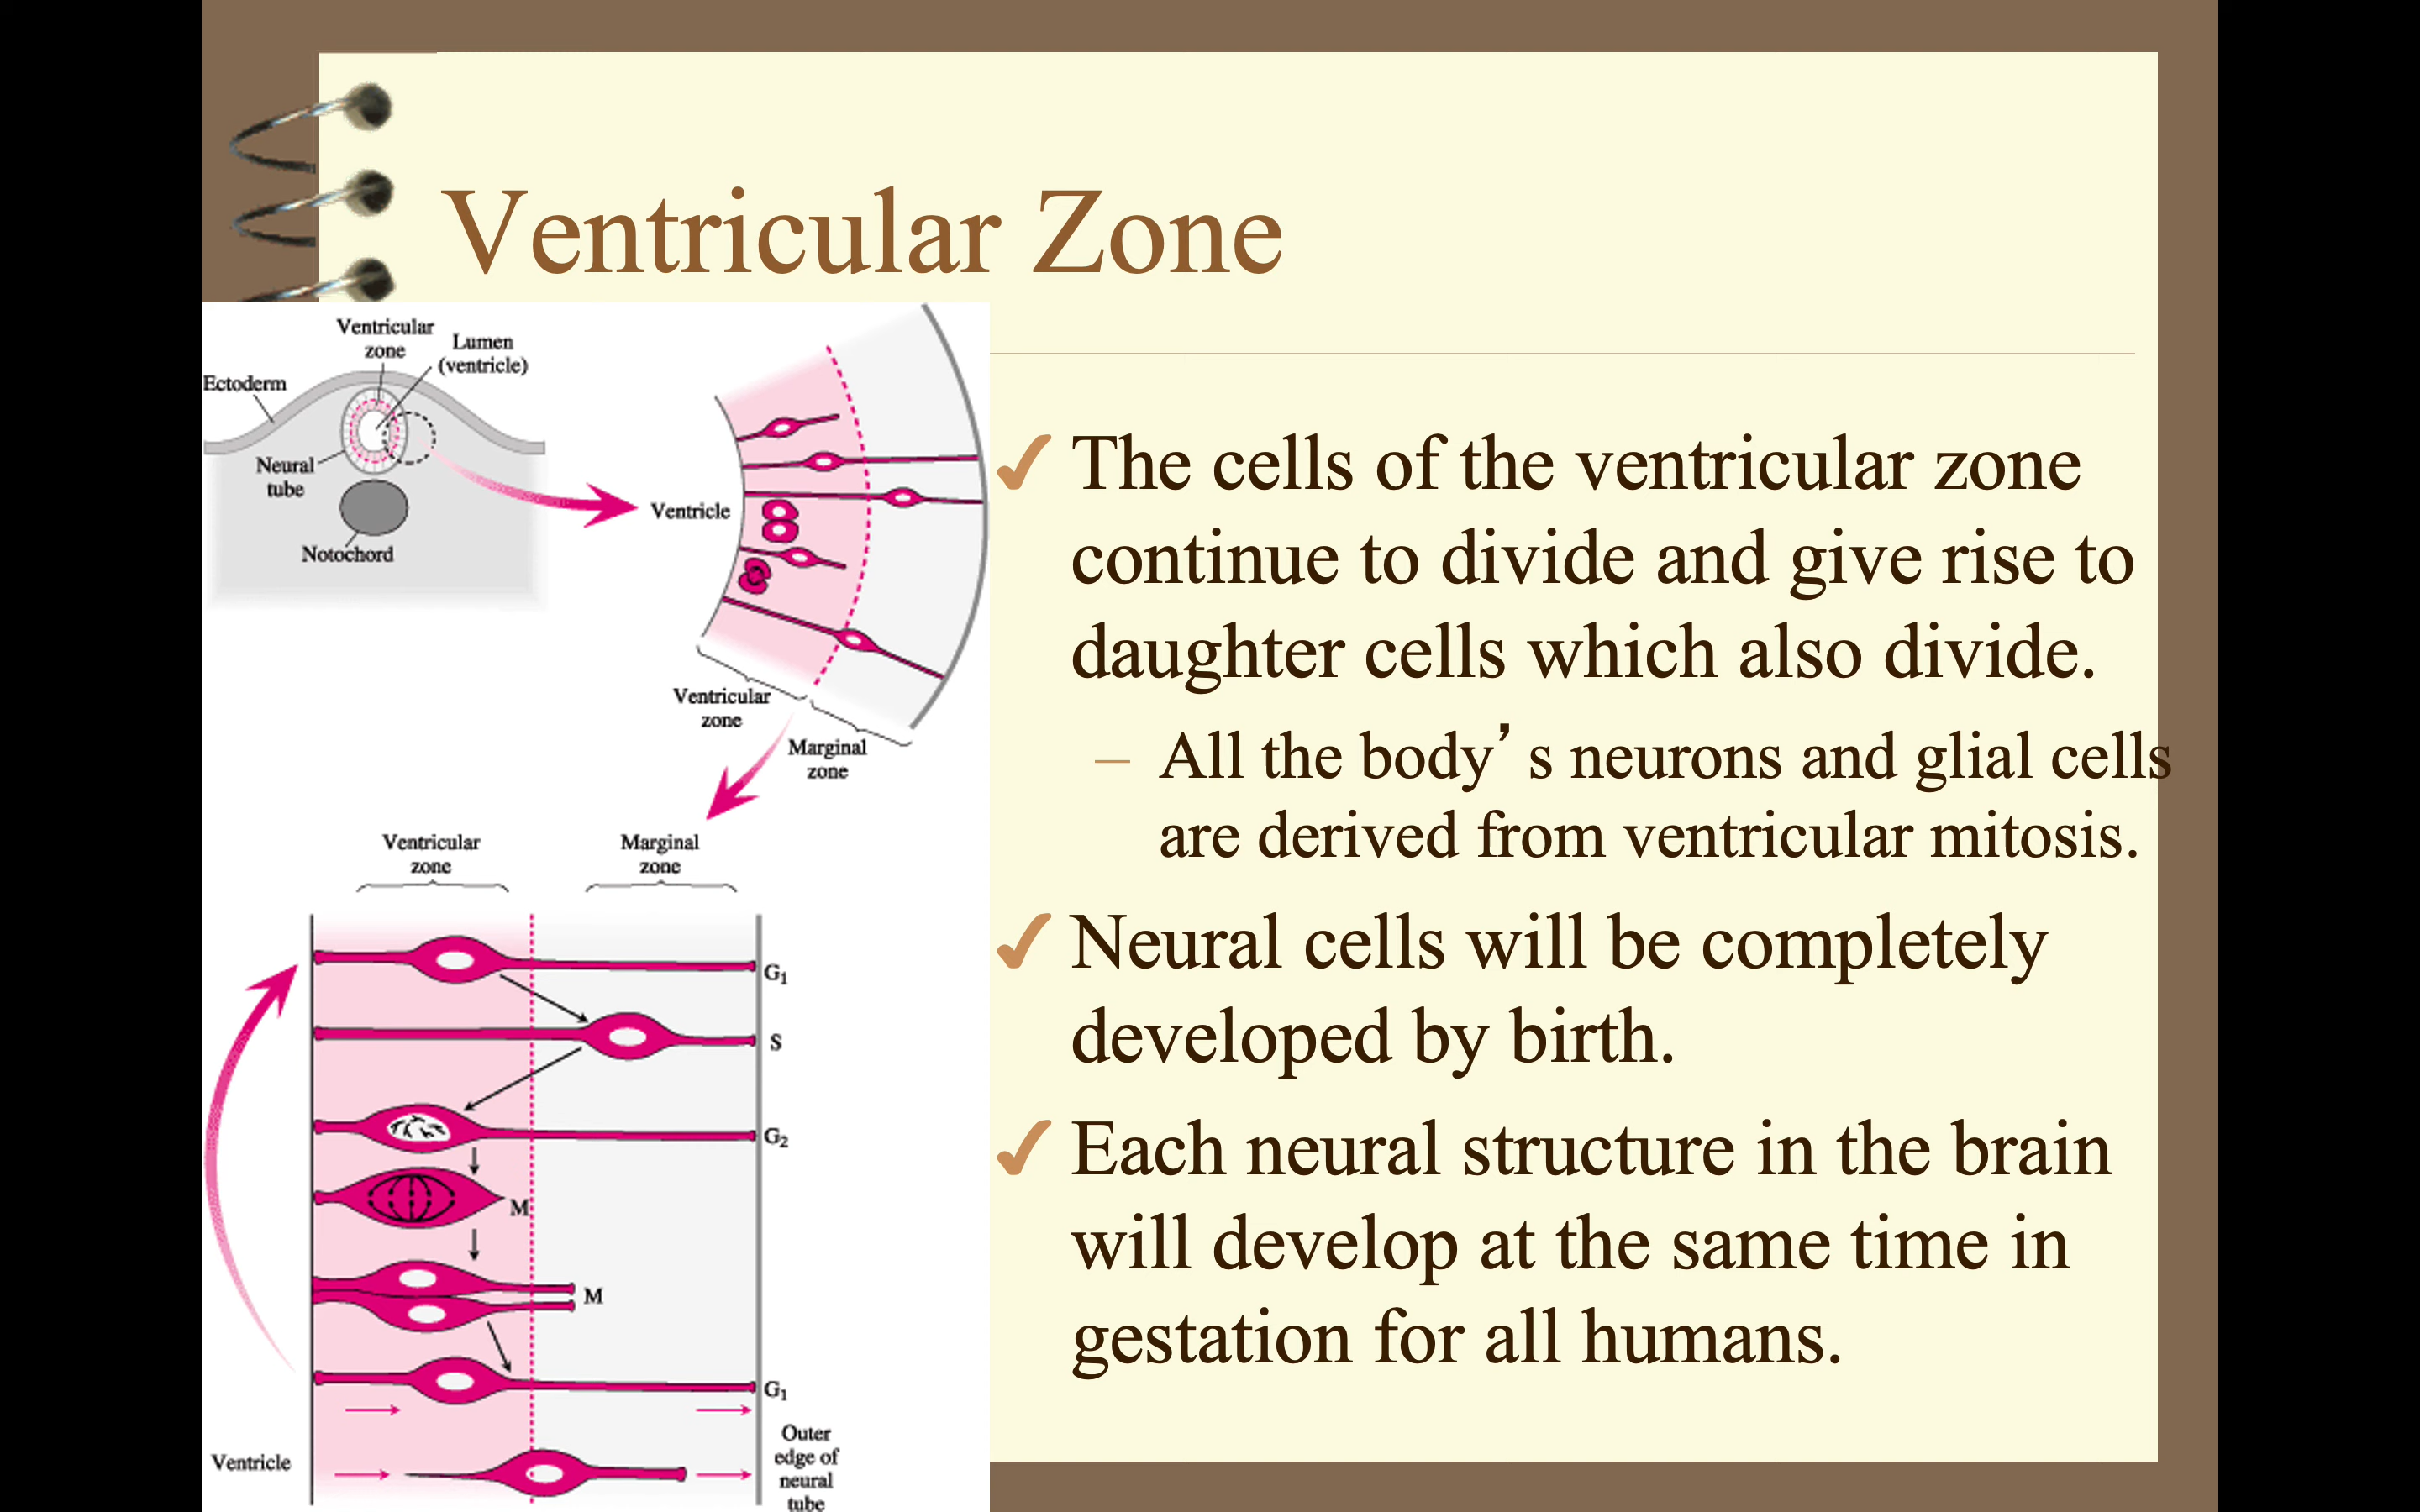 Ventricular Zone
Ventricular
zone
Lumen
(ventricle)
Ectoderm
Neural
tube
Notochord
Ventricle
Ventricular
zone
Marginal
zone
Ventricular
zone
Marginal
zone
G₁
S
G₂
M
M
G₁
Ventricle
Outer
edge of
neural
tube
✓ The cells of the ventricular zone
continue to divide and give rise to
daughter cells which also divide.
– All the body’s neurons and glial cells
are derived from ventricular mitosis.
✓ Neural cells will be completely
developed by birth.
✓ Each neural structure in the brain
will develop at the same time in
gestation for all humans.